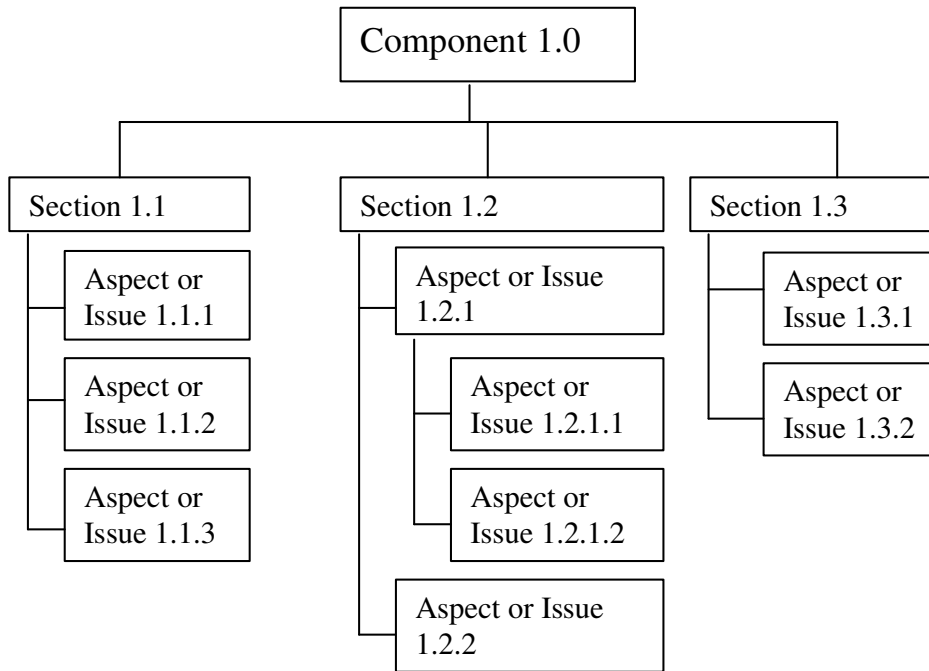 Component 1.0
Section 1.1
Aspect or
Issue 1.1.1
Aspect or
Issue 1.1.2
Aspect or
Issue 1.1.3
Section 1.2
Aspect or Issue
1.2.1
Aspect or
Issue 1.2.1.1
Aspect or
Issue 1.2.1.2
Aspect or Issue
1.2.2
Section 1.3
Aspect or
Issue 1.3.1
Aspect or
Issue 1.3.2